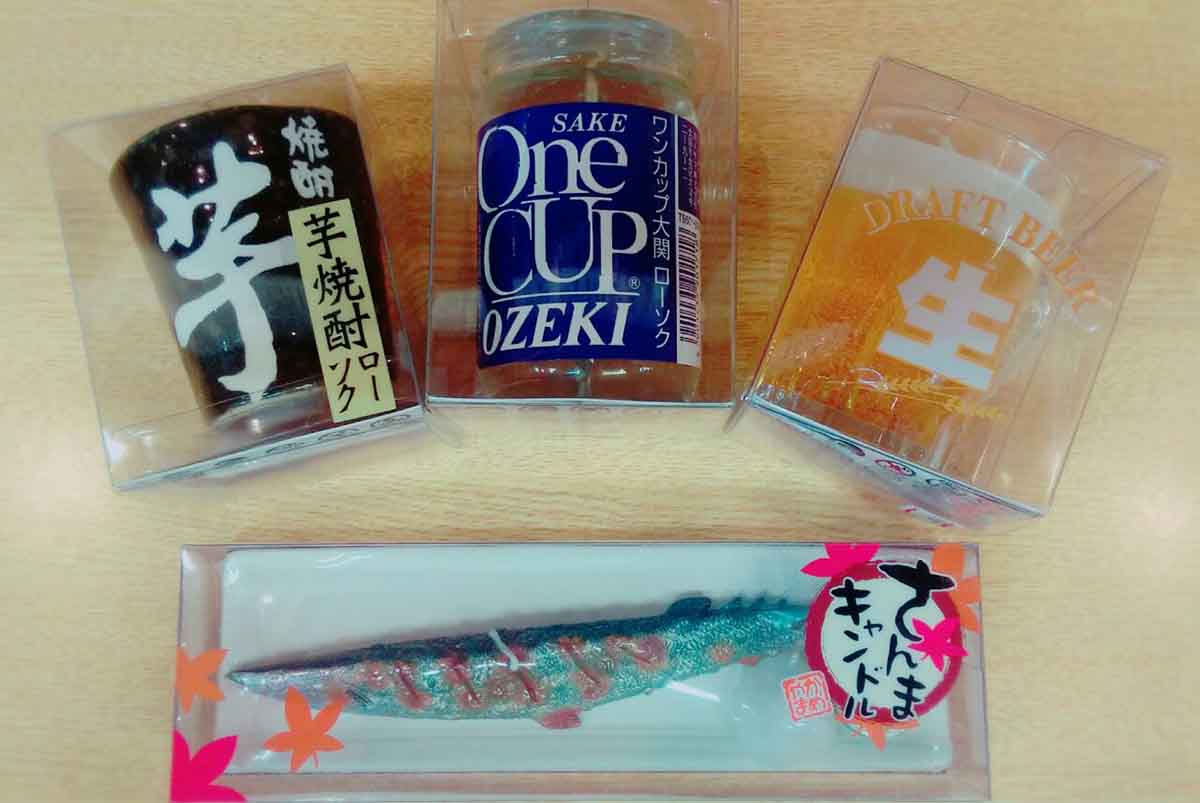 焼酎
芋
芋焼酎
ローソク
SAKE
One
CUP®
OZEKI
ワンカップ大関 ローソク
DRAFT BEER
生
さんま
キャンドル